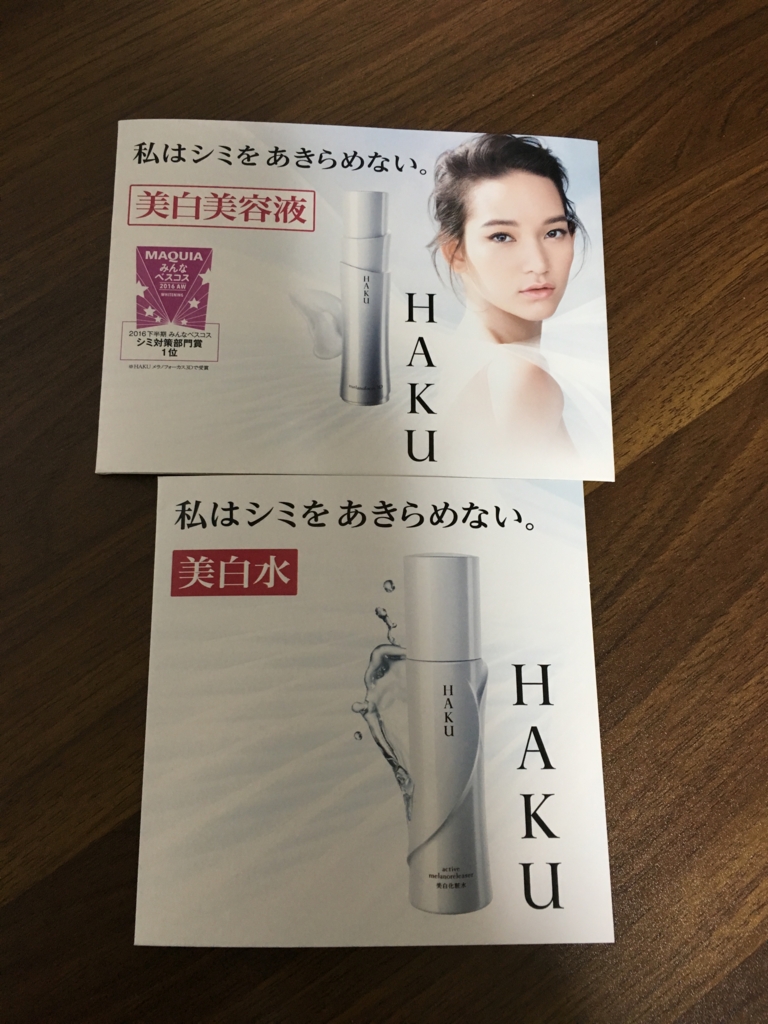 私はシミを あきらめない。
美白美容液
MAQUIA
みんな
ベスコス
2016 AW
2016下半期 みんなベスコス
シミ対策部門賞
1位
HAKU
HAKU
私はシミを あきらめない。
美白水
HAKU
active
melanoreleaser
美白化粧水
HAKU